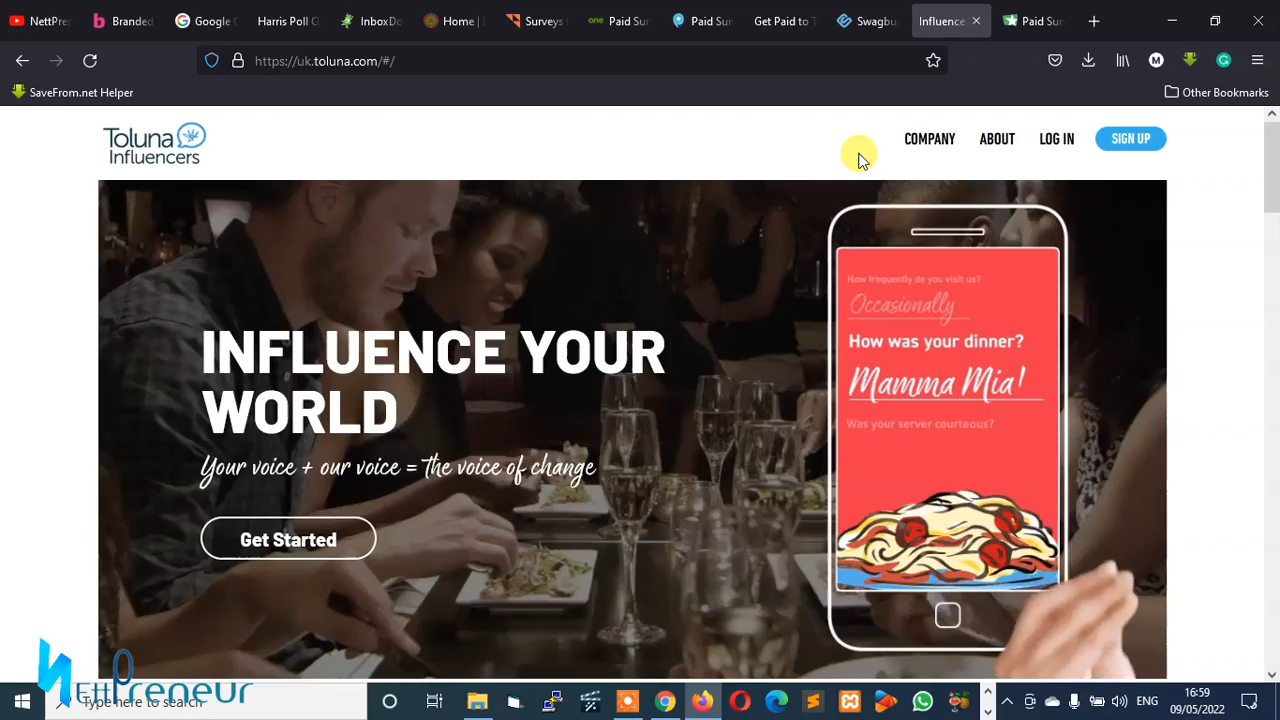 NettPren
Branded
Google C
Harris Poll O
InboxDo
Home | L
Surveys
Paid Sur
Paid Sur
Get Paid to T
Swagbu
Influence
Paid Sur
https://uk.toluna.com/#/
SaveFrom.net Helper
Other Bookmarks
Toluna
Influencers
COMPANY
ABOUT
LOG IN
SIGN UP
How frequently do you visit us?
Occasionally
How was your dinner?
Mamma Mia!
Was your server courteous?
INFLUENCE YOUR
WORLD
Your voice + our voice = the voice of change
Get Started
NettPreneur
Type here to search
ENG
16:59
09/05/2022